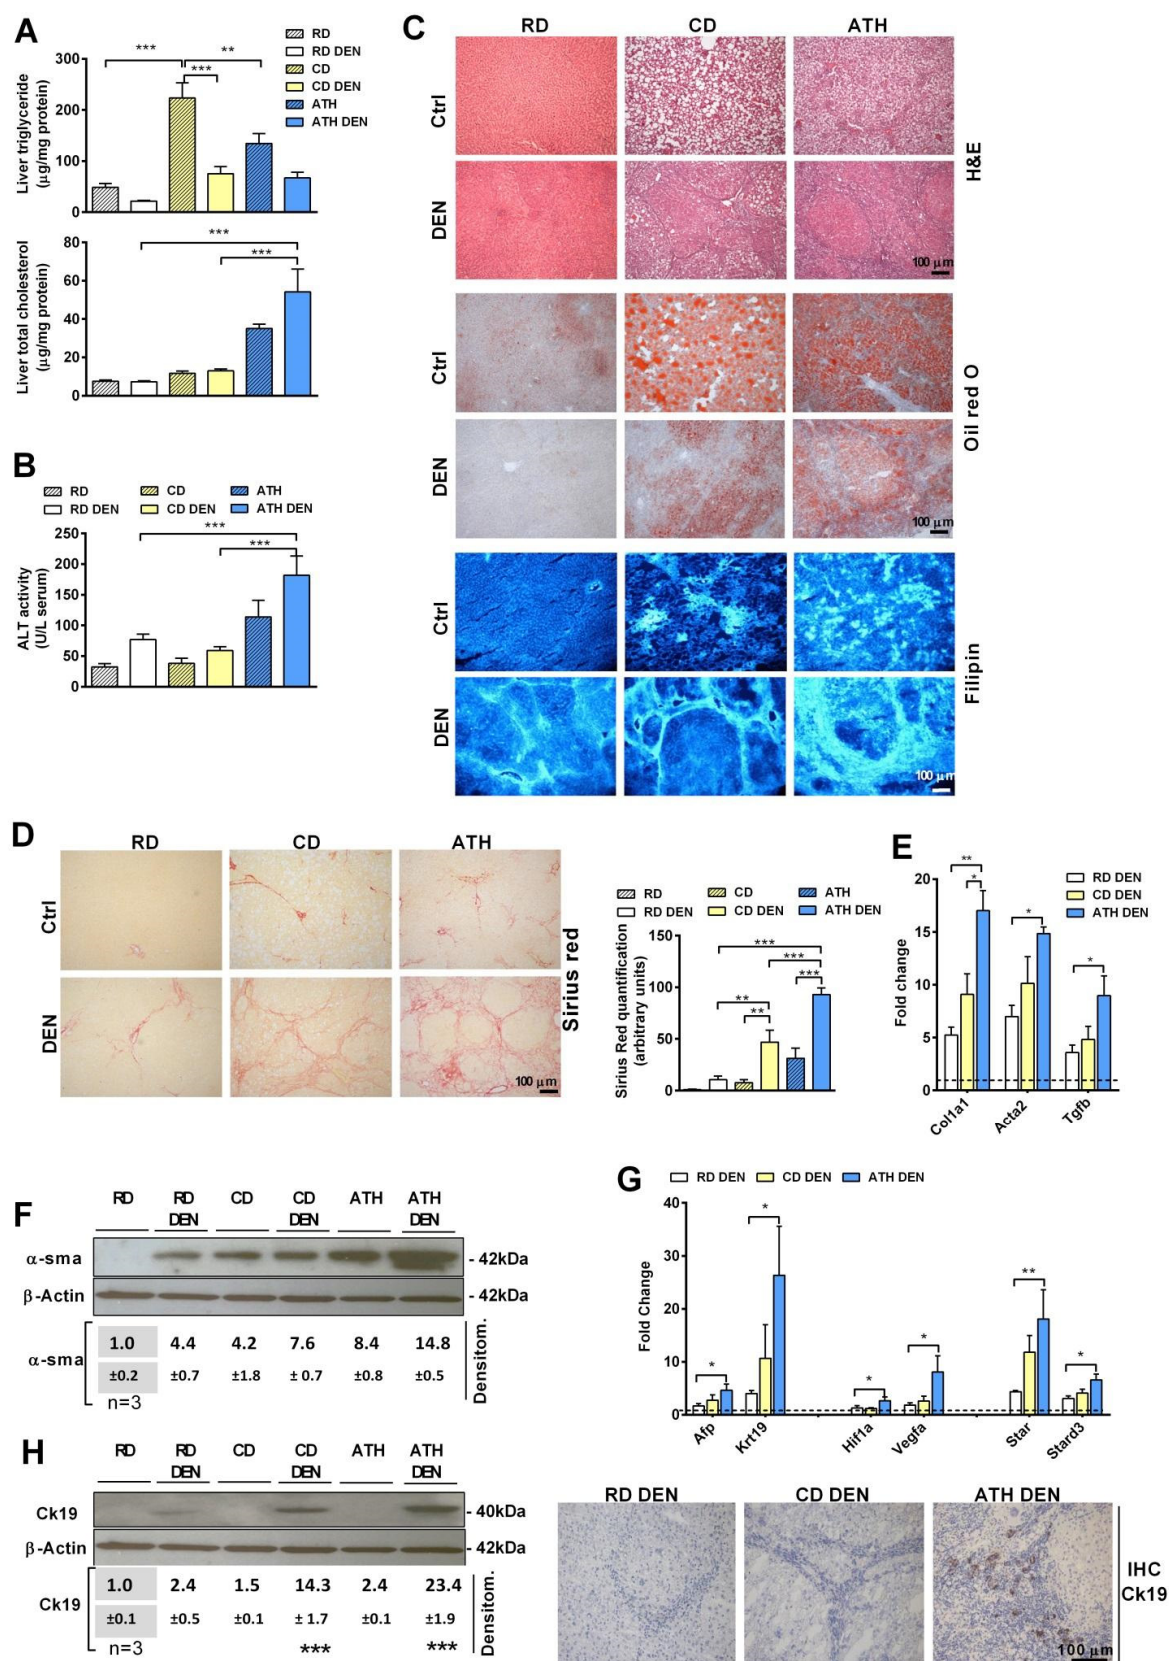 A
Liver triglyceride
(μg/mg protein)
300
200
100
0
***
**
***
RD
RD DEN
CD
CD DEN
ATH
ATH DEN
Liver total cholesterol
(μg/mg protein)
80
60
40
20
0
***
***
B
RD CD ATH
RD DEN CD DEN ATH DEN
ALT activity
(U/L serum)
250
200
150
100
50
0
***
***
C
RD CD ATH
Ctrl
DEN
H&E
100 μm
Ctrl
DEN
Oil red O
100 μm
Ctrl
DEN
Filipin
100 μm
D
RD CD ATH
Ctrl
DEN
Sirius red
100 μm
RD CD ATH
RD DEN CD DEN ATH DEN
Sirius Red quantification
(arbitrary units)
150
100
50
0
***
***
***
**
**
E
RD DEN
CD DEN
ATH DEN
Fold change
20
15
10
5
0
**
*
*
*
Col1a1 Acta2 Tgfb
F
RD RD DEN CD CD DEN ATH ATH DEN
α-sma - 42kDa
β-Actin - 42kDa
α-sma
1.0 4.4 4.2 7.6 8.4 14.8
±0.2 ±0.7 ±1.8 ± 0.7 ±0.8 ±0.5
n=3
Densitom.
G
RD DEN CD DEN ATH DEN
Fold Change
40
30
20
10
0
*
*
*
*
**
*
Afp Krt19 Hif1a Vegfa Star Stard3
H
RD RD DEN CD CD DEN ATH ATH DEN
Ck19 - 40kDa
β-Actin - 42kDa
Ck19
1.0 2.4 1.5 14.3 2.4 23.4
±0.1 ±0.5 ±0.1 ± 1.7 ±0.1 ±1.9
n=3 *** ***
Densitom.
RD DEN CD DEN ATH DEN
IHC
Ck19
100 μm